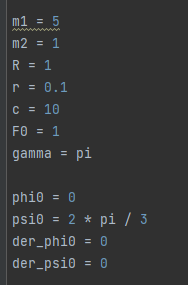 m1 = 5
m2 = 1
R = 1
r = 0.1
c = 10
F0 = 1
gamma = pi

phi0 = 0
psi0 = 2 * pi / 3
der_phi0 = 0
der_psi0 = 0